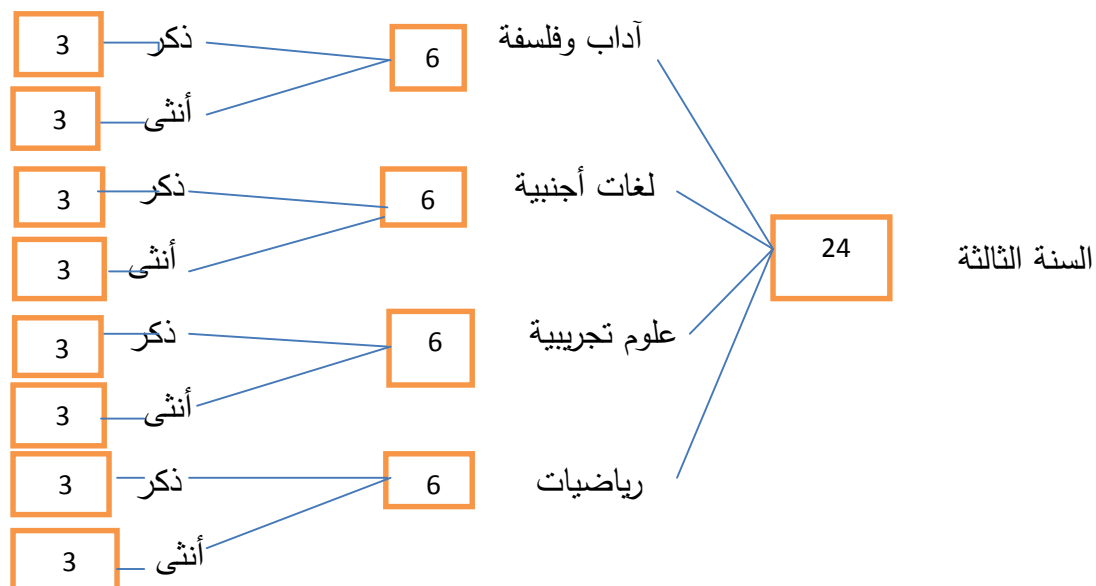 آداب وفلسفة 6 ذكر 3
أنثى 3
لغات أجنبية 6 ذكر 3
السنة الثالثة 24 أنثى 3
علوم تجريبية 6 ذكر 3
أنثى 3
رياضيات 6 ذكر 3
أنثى 3